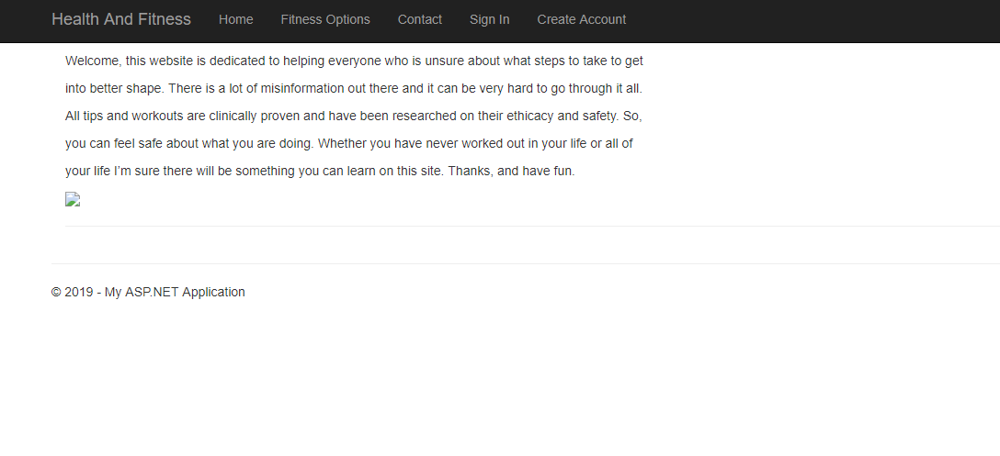 Health And Fitness Home Fitness Options Contact Sign In Create Account
Welcome, this website is dedicated to helping everyone who is unsure about what steps to take to get
into better shape. There is a lot of misinformation out there and it can be very hard to go through it all.
All tips and workouts are clinically proven and have been researched on their ethicacy and safety. So,
you can feel safe about what you are doing. Whether you have never worked out in your life or all of
your life I’m sure there will be something you can learn on this site. Thanks, and have fun.
© 2019 - My ASP.NET Application